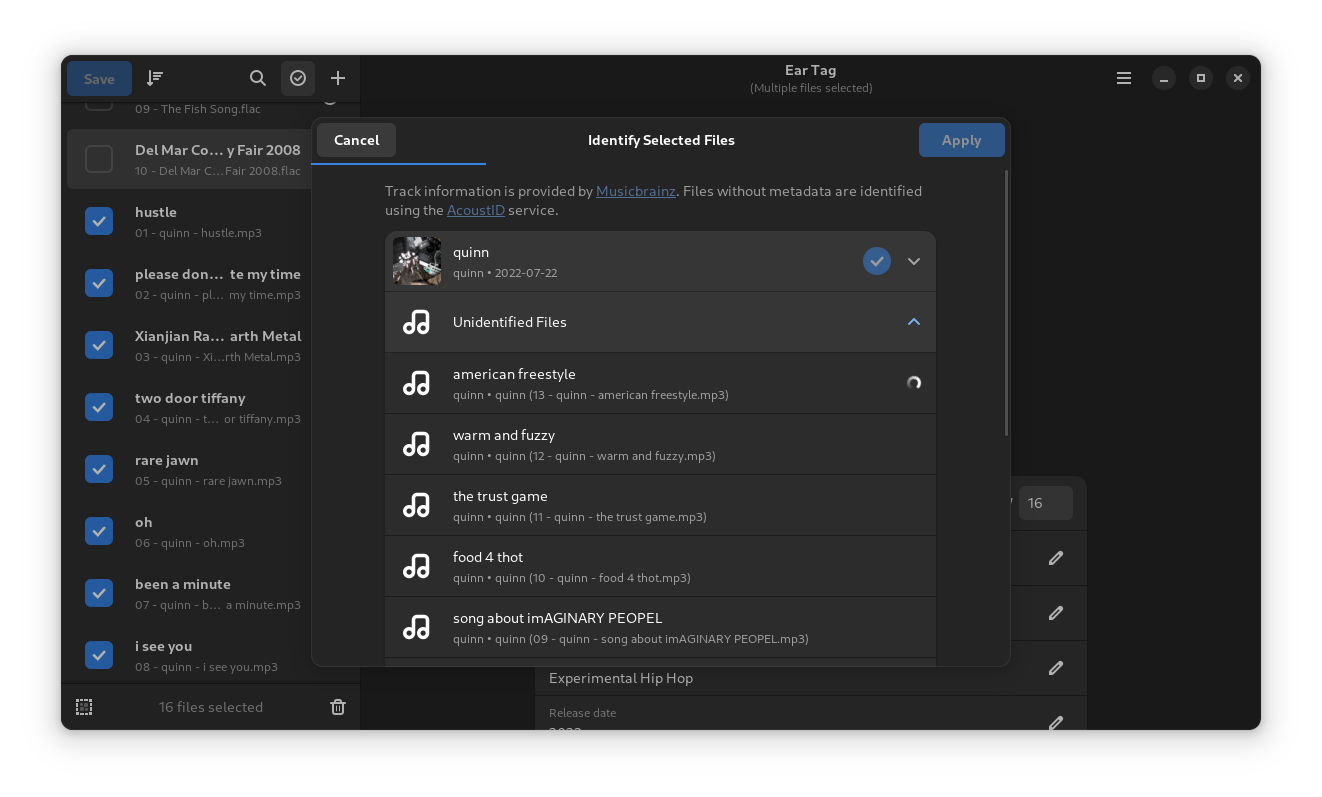 Save
Ear Tag
(Multiple files selected)
09 - The Fish Song.flac
Del Mar Co… y Fair 2008
10 - Del Mar C…Fair 2008.flac
hustle
01 - quinn - hustle.mp3
please don… te my time
02 - quinn - pl… my time.mp3
Xianjian Ra… arth Metal
03 - quinn - Xi…rth Metal.mp3
two door tiffany
04 - quinn - t… or tiffany.mp3
rare jawn
05 - quinn - rare jawn.mp3
oh
06 - quinn - oh.mp3
been a minute
07 - quinn - b… a minute.mp3
i see you
08 - quinn - i see you.mp3
16 files selected
Cancel
Identify Selected Files
Apply
Track information is provided by Musicbrainz. Files without metadata are identified
using the AcoustID service.
quinn
quinn • 2022-07-22
Unidentified Files
american freestyle
quinn • quinn (13 - quinn - american freestyle.mp3)
warm and fuzzy
quinn • quinn (12 - quinn - warm and fuzzy.mp3)
the trust game
quinn • quinn (11 - quinn - the trust game.mp3)
food 4 thot
quinn • quinn (10 - quinn - food 4 thot.mp3)
song about imAGINARY PEOPEL
quinn • quinn (09 - quinn - song about imAGINARY PEOPEL.mp3)
/ 16
Experimental Hip Hop
Release date